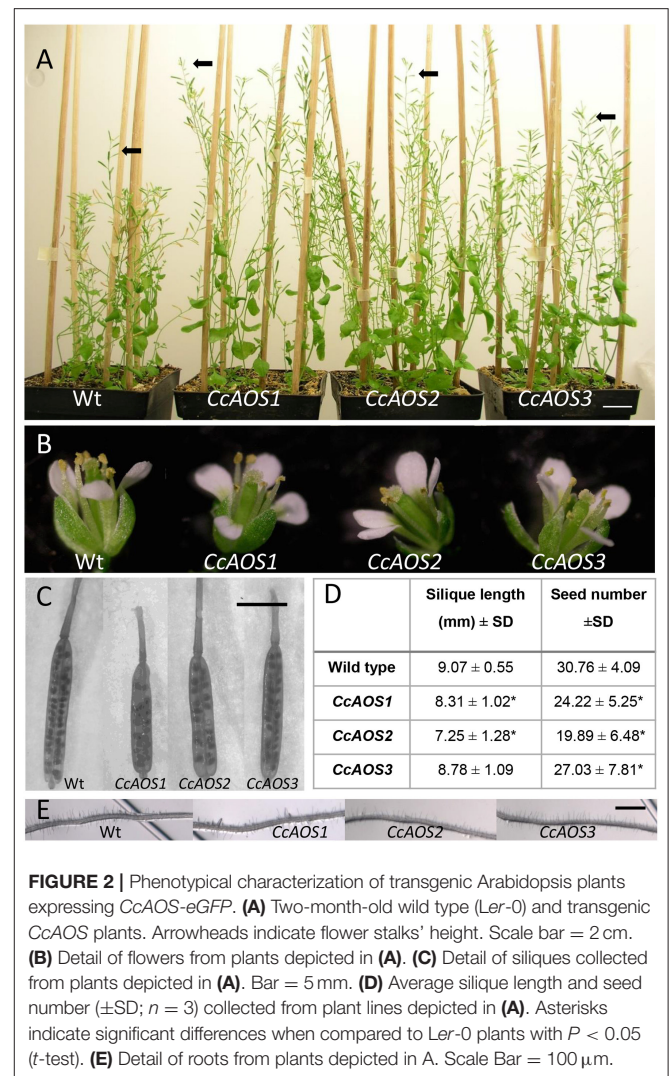 A
Wt
CcAOS1
CcAOS2
CcAOS3
B
Wt
CcAOS1
CcAOS2
CcAOS3
C
Wt
CcAOS1
CcAOS2
CcAOS3
D
Silique length (mm) ± SD
Seed number ±SD
Wild type 9.07 ± 0.55 30.76 ± 4.09
CcAOS1 8.31 ± 1.02* 24.22 ± 5.25*
CcAOS2 7.25 ± 1.28* 19.89 ± 6.48*
CcAOS3 8.78 ± 1.09 27.03 ± 7.81*
E
Wt
CcAOS1
CcAOS2
CcAOS3
FIGURE 2 | Phenotypical characterization of transgenic Arabidopsis plants
expressing CcAOS-eGFP. (A) Two-month-old wild type (Ler-0) and transgenic
CcAOS plants. Arrowheads indicate flower stalks' height. Scale bar = 2 cm.
(B) Detail of flowers from plants depicted in (A). (C) Detail of siliques collected
from plants depicted in (A). Bar = 5 mm. (D) Average silique length and seed
number (±SD; n = 3) collected from plant lines depicted in (A). Asterisks
indicate significant differences when compared to Ler-0 plants with P < 0.05
(t-test). (E) Detail of roots from plants depicted in A. Scale Bar = 100 μm.